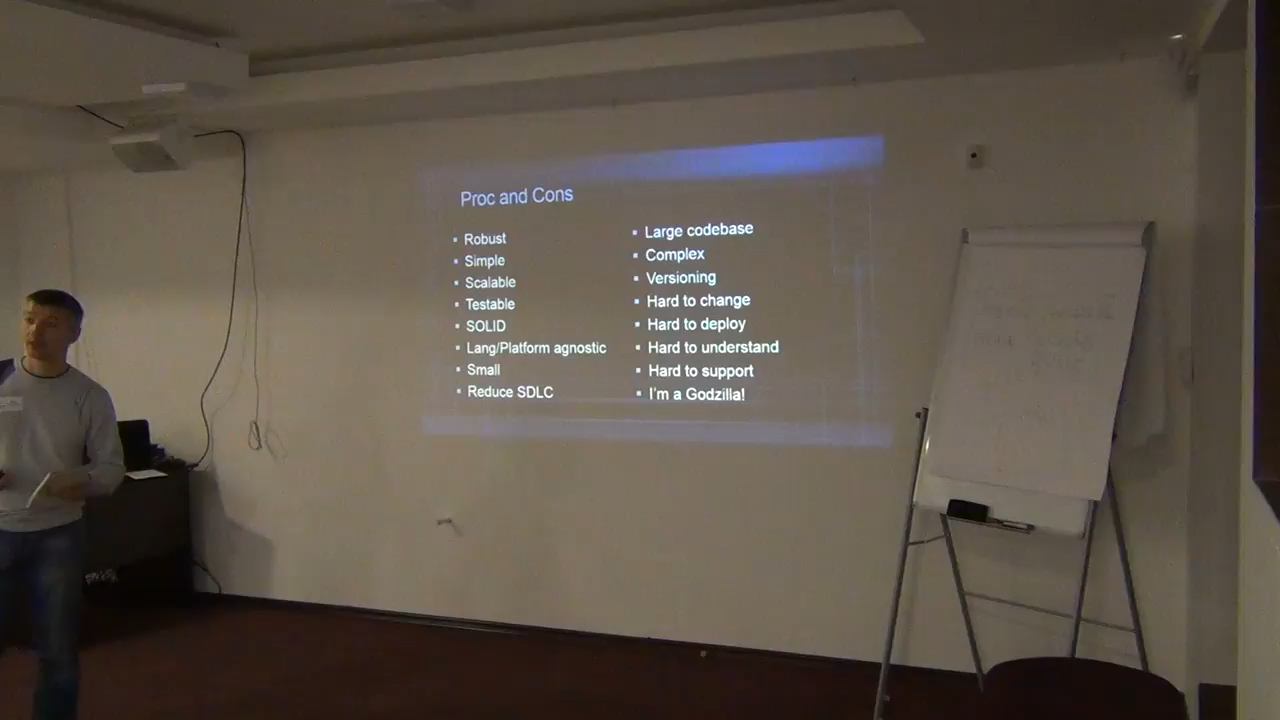 Proc and Cons
Robust
Simple
Scalable
Testable
SOLID
Lang/Platform agnostic
Small
Reduce SDLC
Large codebase
Complex
Versioning
Hard to change
Hard to deploy
Hard to understand
Hard to support
I'm a Godzilla!